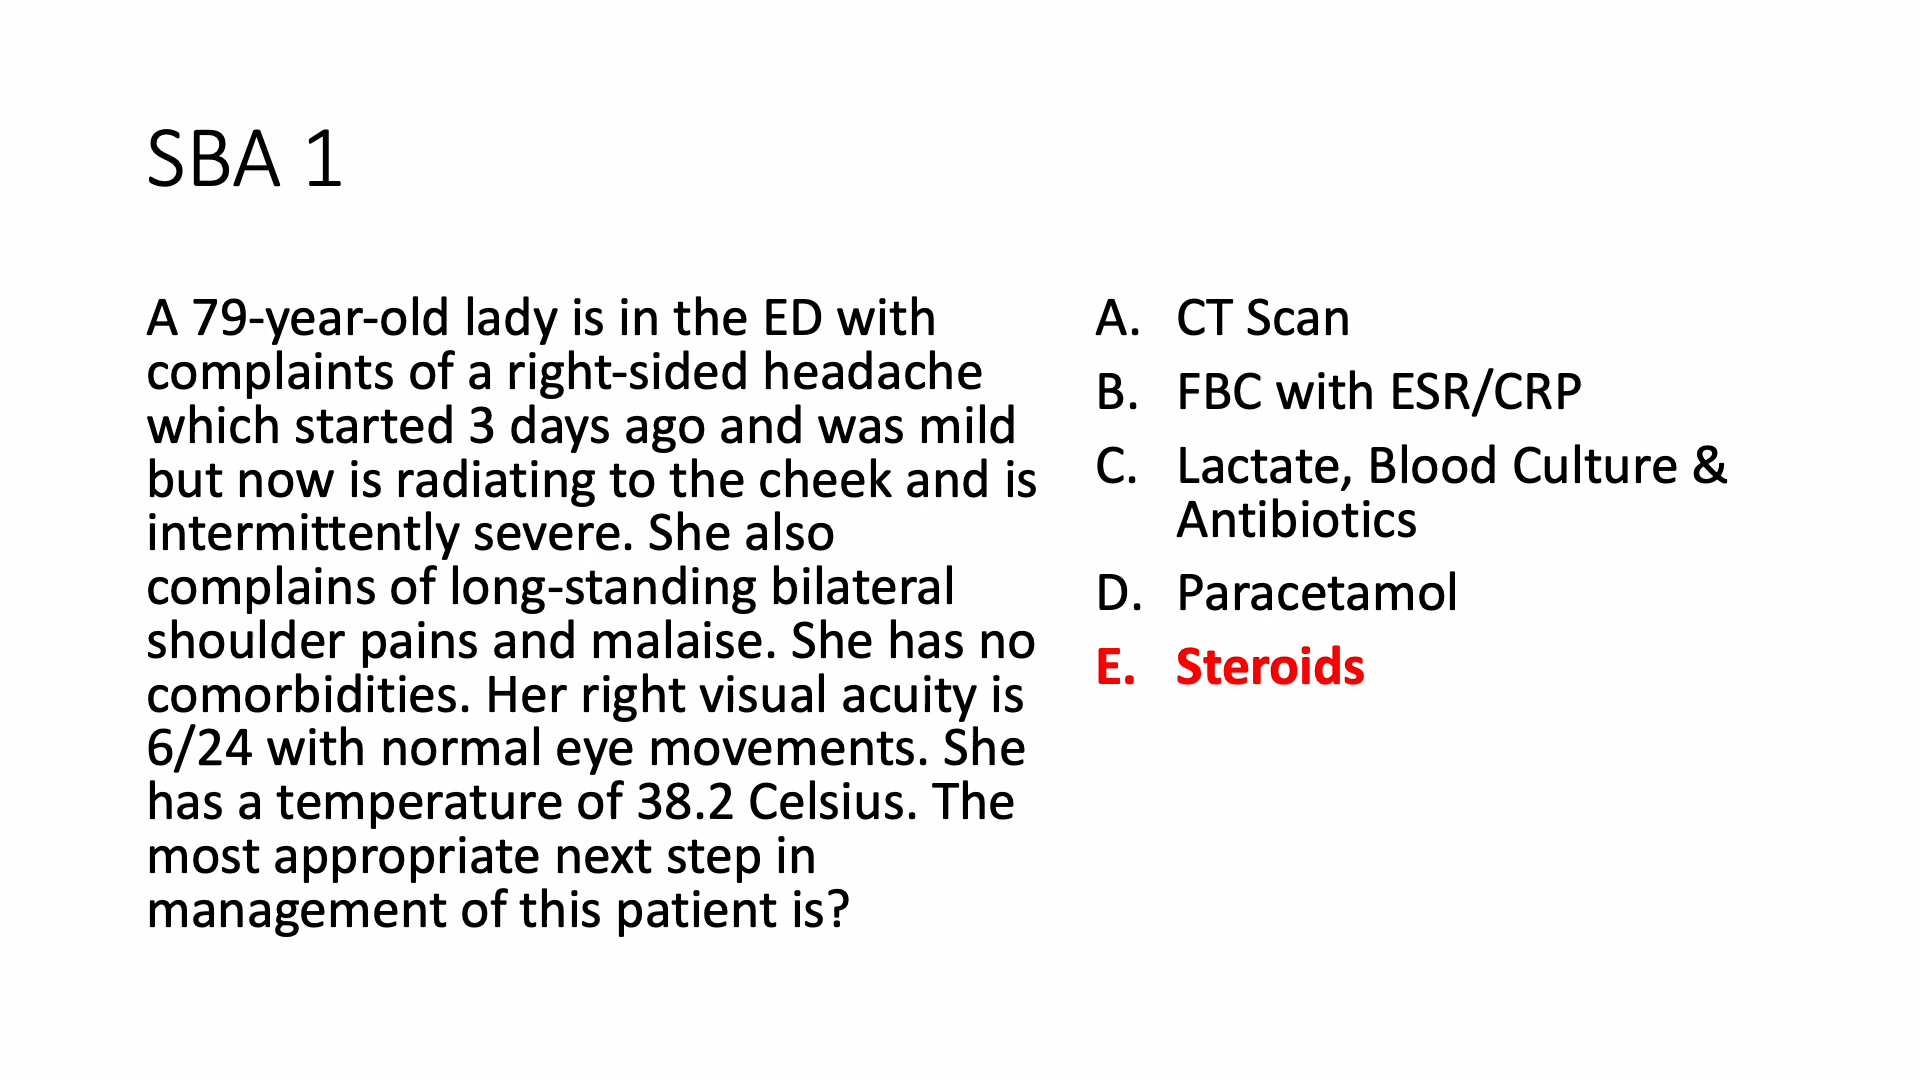 SBA 1
A 79-year-old lady is in the ED with
complaints of a right-sided headache
which started 3 days ago and was mild
but now is radiating to the cheek and is
intermittently severe. She also
complains of long-standing bilateral
shoulder pains and malaise. She has no
comorbidities. Her right visual acuity is
6/24 with normal eye movements. She
has a temperature of 38.2 Celsius. The
most appropriate next step in
management of this patient is?
A. CT Scan
B. FBC with ESR/CRP
C. Lactate, Blood Culture &
Antibiotics
D. Paracetamol
E. Steroids